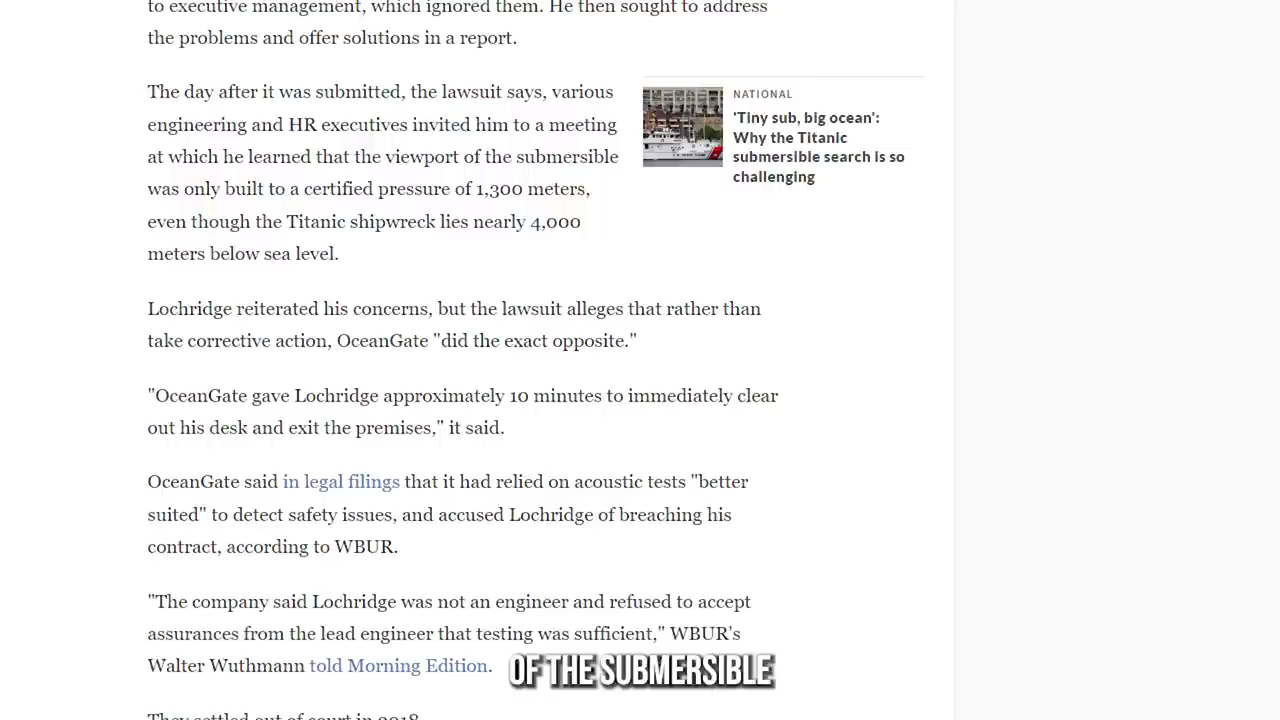 to executive management, which ignored them. He then sought to address
the problems and offer solutions in a report.
The day after it was submitted, the lawsuit says, various
engineering and HR executives invited him to a meeting
at which he learned that the viewport of the submersible
was only built to a certified pressure of 1,300 meters,
even though the Titanic shipwreck lies nearly 4,000
meters below sea level.
NATIONAL
'Tiny sub, big ocean':
Why the Titanic
submersible search is so
challenging
Lochridge reiterated his concerns, but the lawsuit alleges that rather than
take corrective action, OceanGate "did the exact opposite."
"OceanGate gave Lochridge approximately 10 minutes to immediately clear
out his desk and exit the premises," it said.
OceanGate said in legal filings that it had relied on acoustic tests "better
suited" to detect safety issues, and accused Lochridge of breaching his
contract, according to WBUR.
"The company said Lochridge was not an engineer and refused to accept
assurances from the lead engineer that testing was sufficient," WBUR's
Walter Wuthmann told Morning Edition.
OF THE SUBMERSIBLE
They settled out of court in 2018